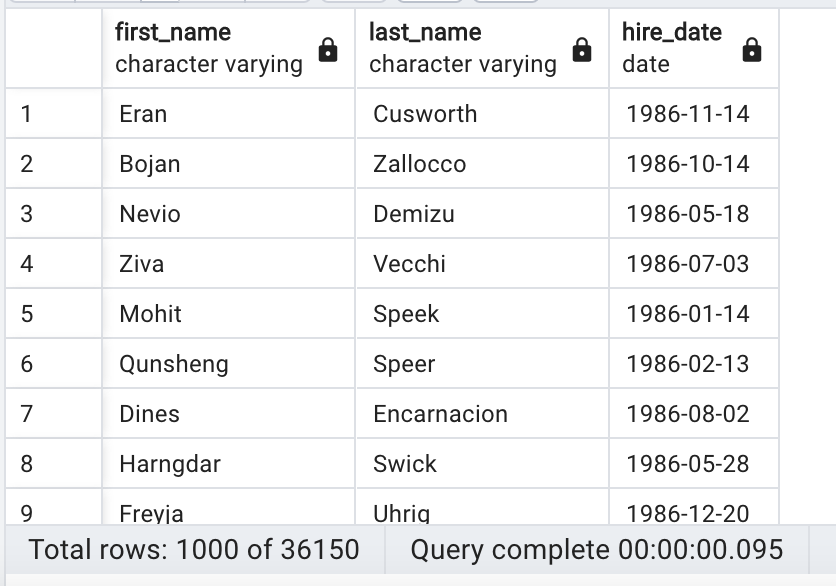 first_name last_name hire_date
character varying character varying date
1 Eran Cusworth 1986-11-14
2 Bojan Zallocco 1986-10-14
3 Nevio Demizu 1986-05-18
4 Ziva Vecchi 1986-07-03
5 Mohit Speek 1986-01-14
6 Qunsheng Speer 1986-02-13
7 Dines Encarnacion 1986-08-02
8 Harngdar Swick 1986-05-28
9 Freyja Uhrig 1986-12-20
Total rows: 1000 of 36150 Query complete 00:00:00.095